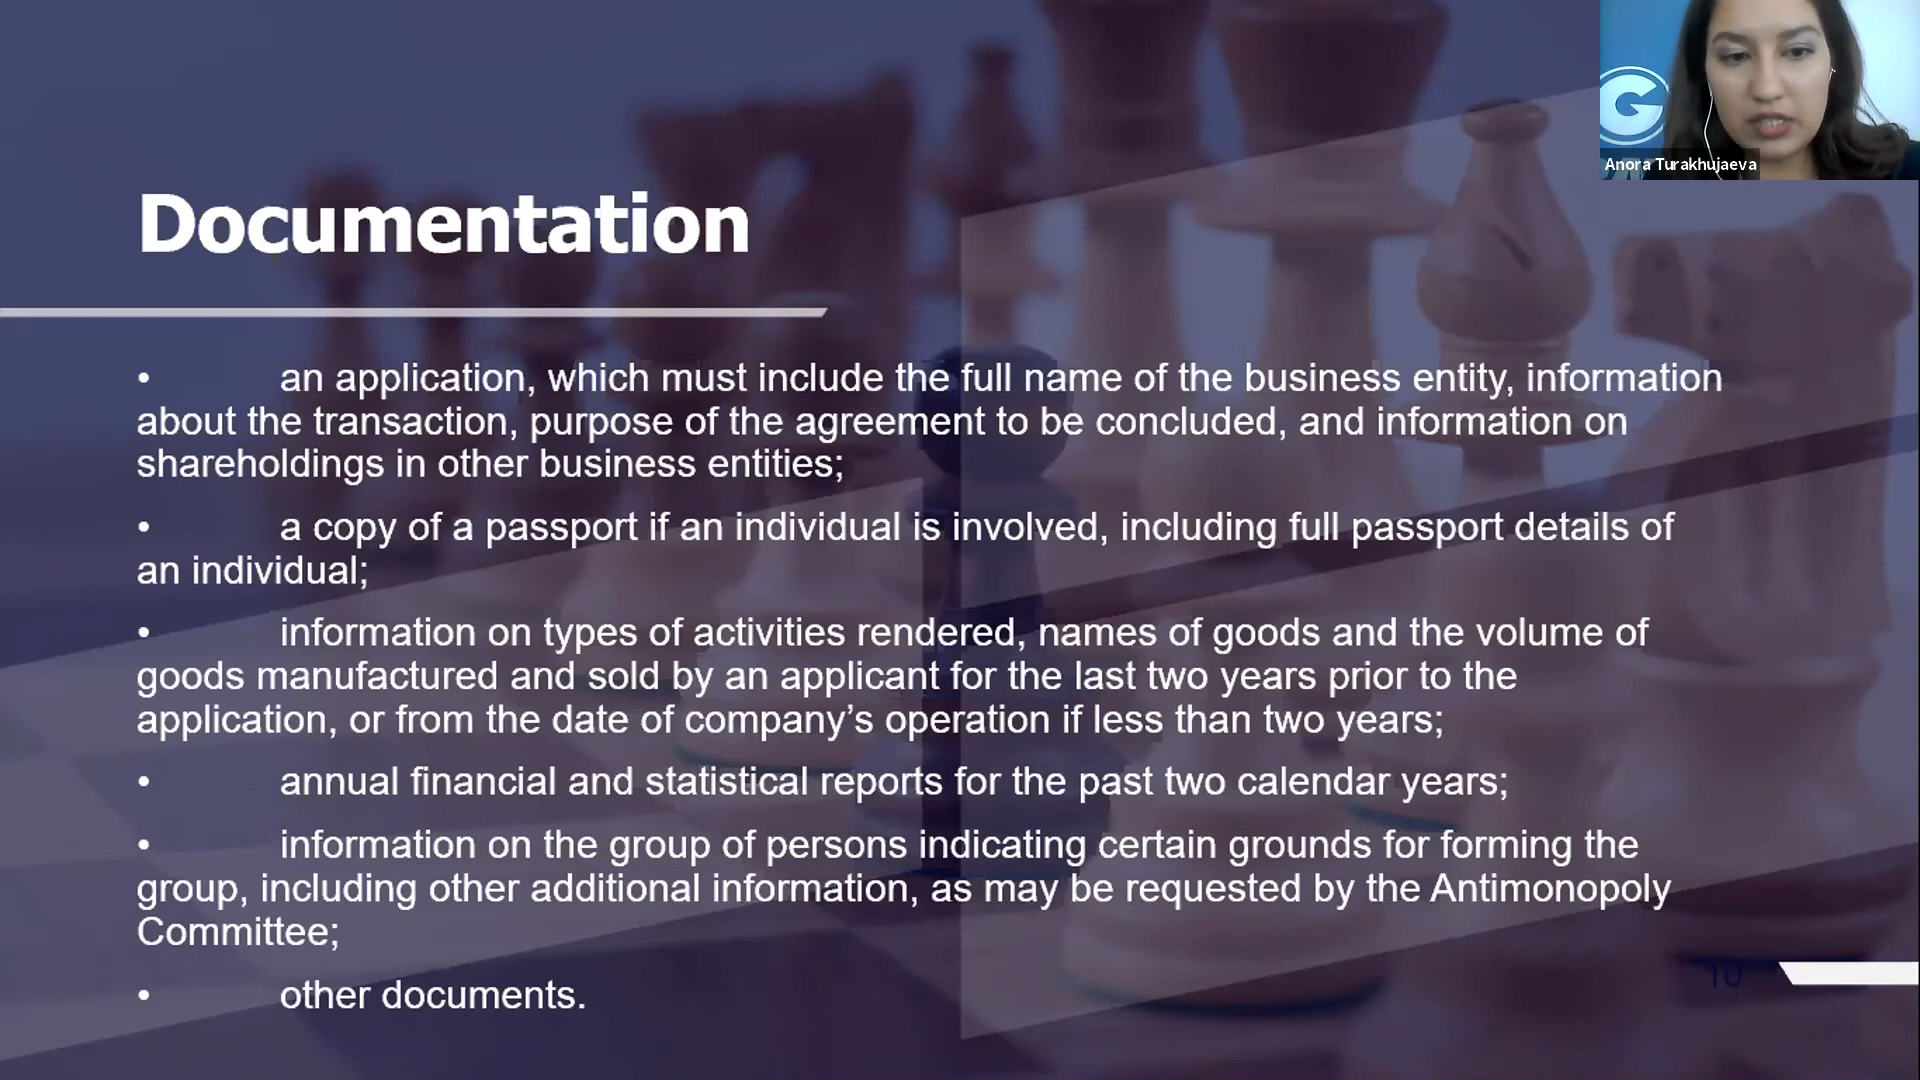 Anora Turakhujaeva
Documentation
• an application, which must include the full name of the business entity, information
about the transaction, purpose of the agreement to be concluded, and information on
shareholdings in other business entities;
• a copy of a passport if an individual is involved, including full passport details of
an individual;
• information on types of activities rendered, names of goods and the volume of
goods manufactured and sold by an applicant for the last two years prior to the
application, or from the date of company’s operation if less than two years;
• annual financial and statistical reports for the past two calendar years;
• information on the group of persons indicating certain grounds for forming the
group, including other additional information, as may be requested by the Antimonopoly
Committee;
• other documents.
10